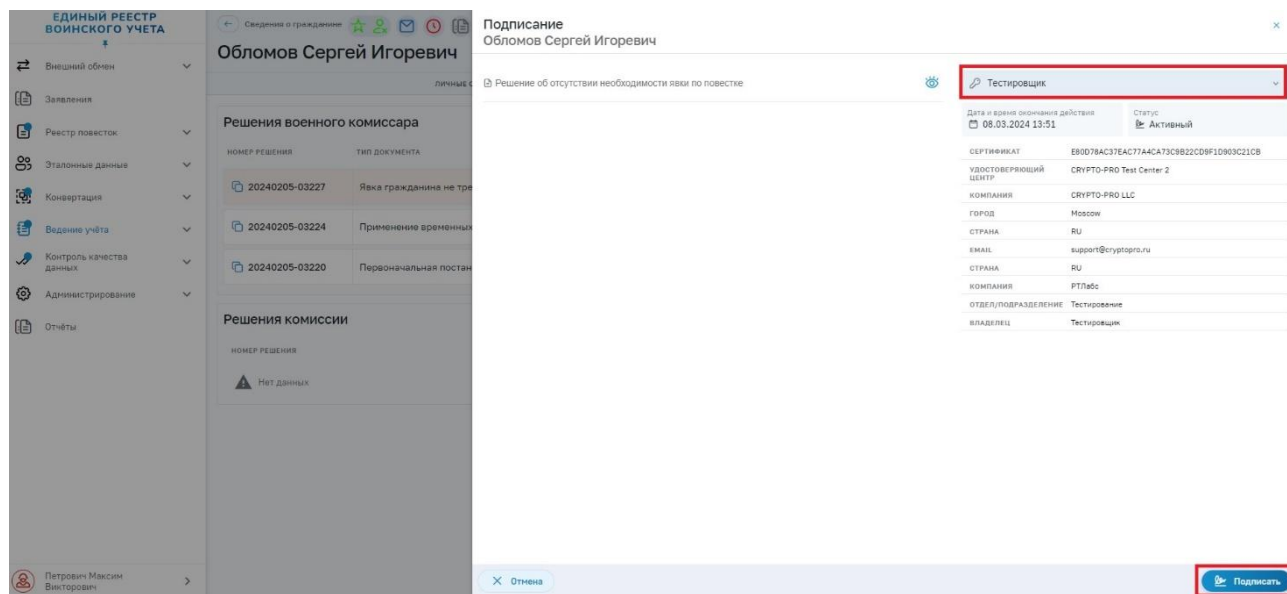 ЕДИНЫЙ РЕЕСТР
ВОИНСКОГО УЧЕТА
Внешний обмен
Заявления
Реестр повесток
Эталонные данные
Конвертация
Ведение учёта
Контроль качества
данных
Администрирование
Отчёты
Петрович Максим
Викторович
Сведения о гражданине
Обломов Сергей Игоревич
личные с
Решения военного комиссара
НОМЕР РЕШЕНИЯ ТИП ДОКУМЕНТА
20240205-03227 Явка гражданина не тре
20240205-03224 Применение временных
20240205-03220 Первоначальная постан
Решения комиссии
НОМЕР РЕШЕНИЯ
Нет данных
Подписание
Обломов Сергей Игоревич
Решение об отсутствии необходимости явки по повестке
Тестировщик
Дата и время окончания действия Статус
08.03.2024 13:51 Активный
СЕРТИФИКАТ E80D78AC37EAC77A4CA73C9B22CD9F1D903C21CB
УДОСТОВЕРЯЮЩИЙ ЦЕНТР CRYPTO-PRO Test Center 2
КОМПАНИЯ CRYPTO-PRO LLC
ГОРОД Moscow
СТРАНА RU
EMAIL support@cryptopro.ru
СТРАНА RU
КОМПАНИЯ РТЛабс
ОТДЕЛ/ПОДРАЗДЕЛЕНИЕ Тестирование
ВЛАДЕЛЕЦ Тестировщик
Отмена
Подписать